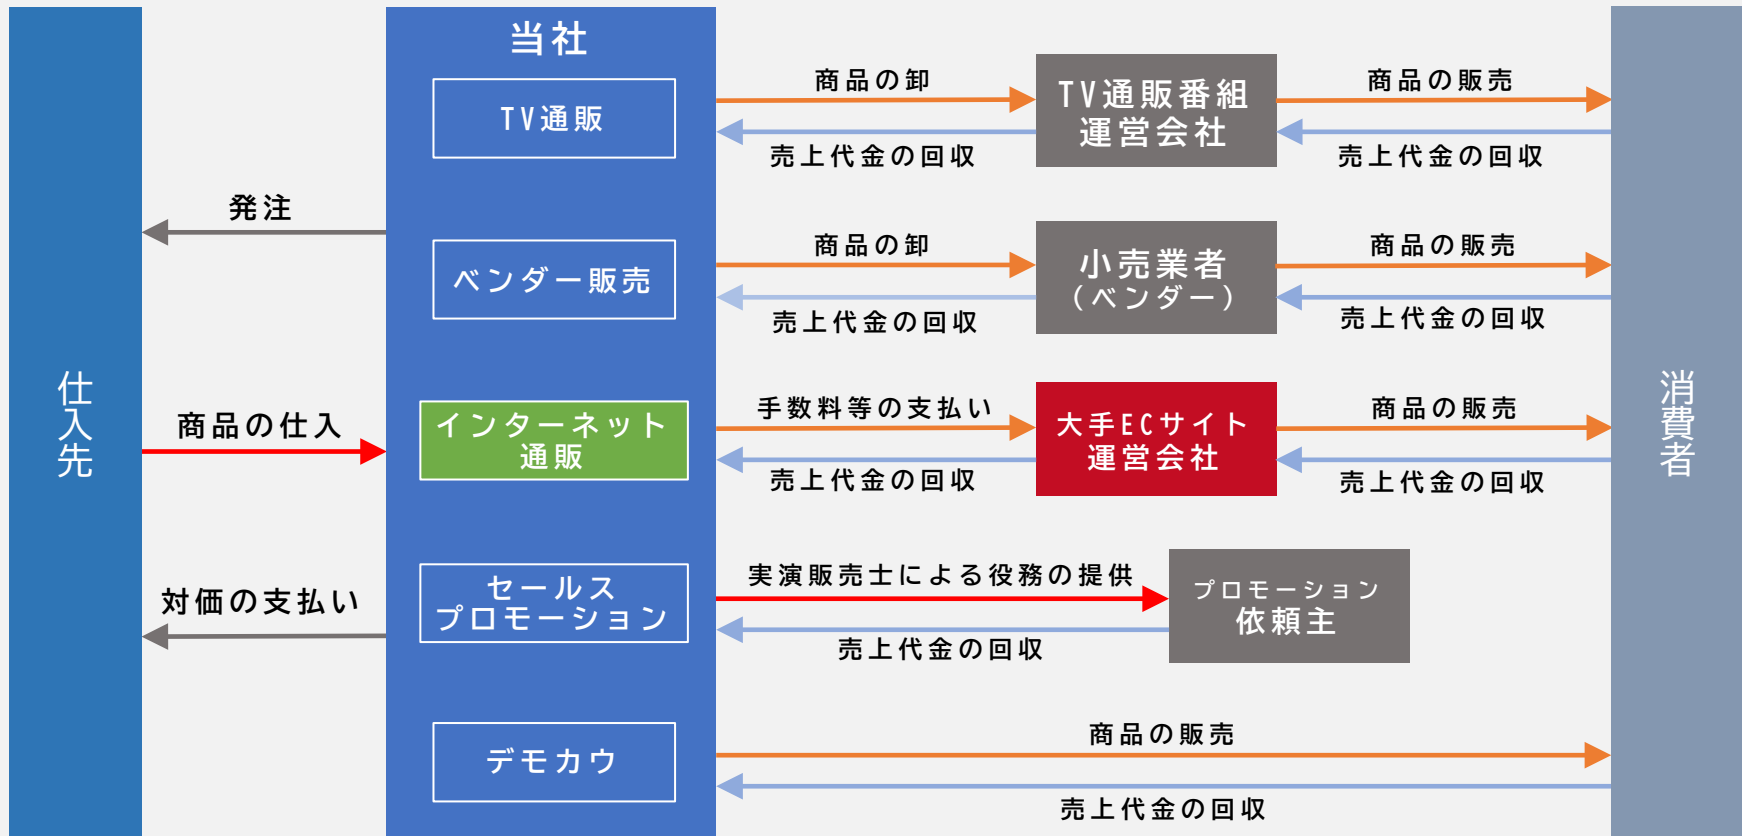 当社
TV通販
商品の卸
売上代金の回収
TV通販番組
運営会社
商品の販売
売上代金の回収
発注
ベンダー販売
商品の卸
売上代金の回収
小売業者
(ベンダー)
商品の販売
売上代金の回収
仕入先
商品の仕入
インターネット
通販
手数料等の支払い
売上代金の回収
大手ECサイト
運営会社
商品の販売
売上代金の回収
消費者
対価の支払い
セールス
プロモーション
実演販売士による役務の提供
売上代金の回収
プロモーション
依頼主
デモカウ
商品の販売
売上代金の回収